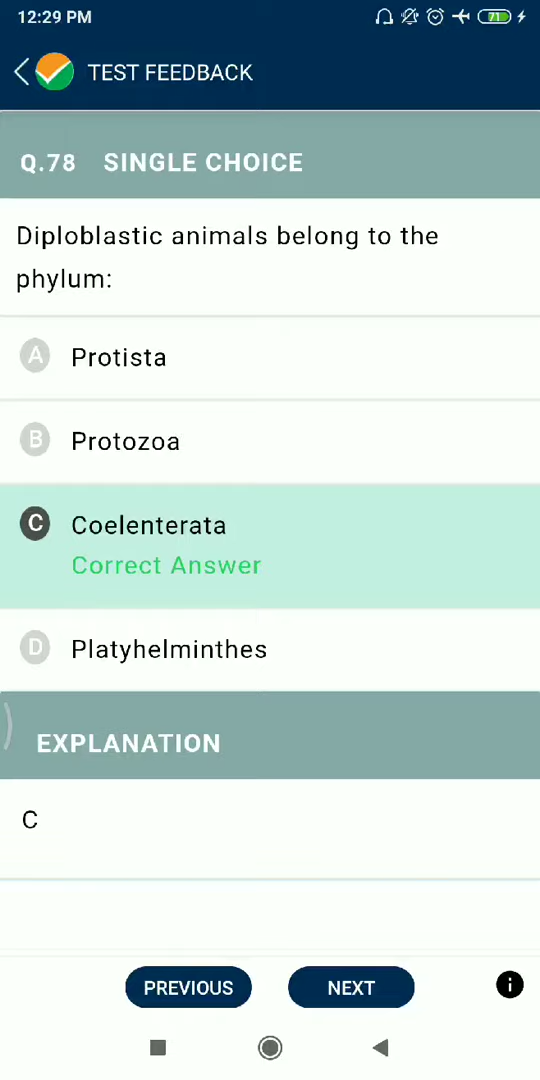 12:29 PM
71
TEST FEEDBACK
Q.78 SINGLE CHOICE
Diploblastic animals belong to the
phylum:
A Protista
B Protozoa
C Coelenterata
Correct Answer
D Platyhelminthes
EXPLANATION
C
PREVIOUS NEXT i